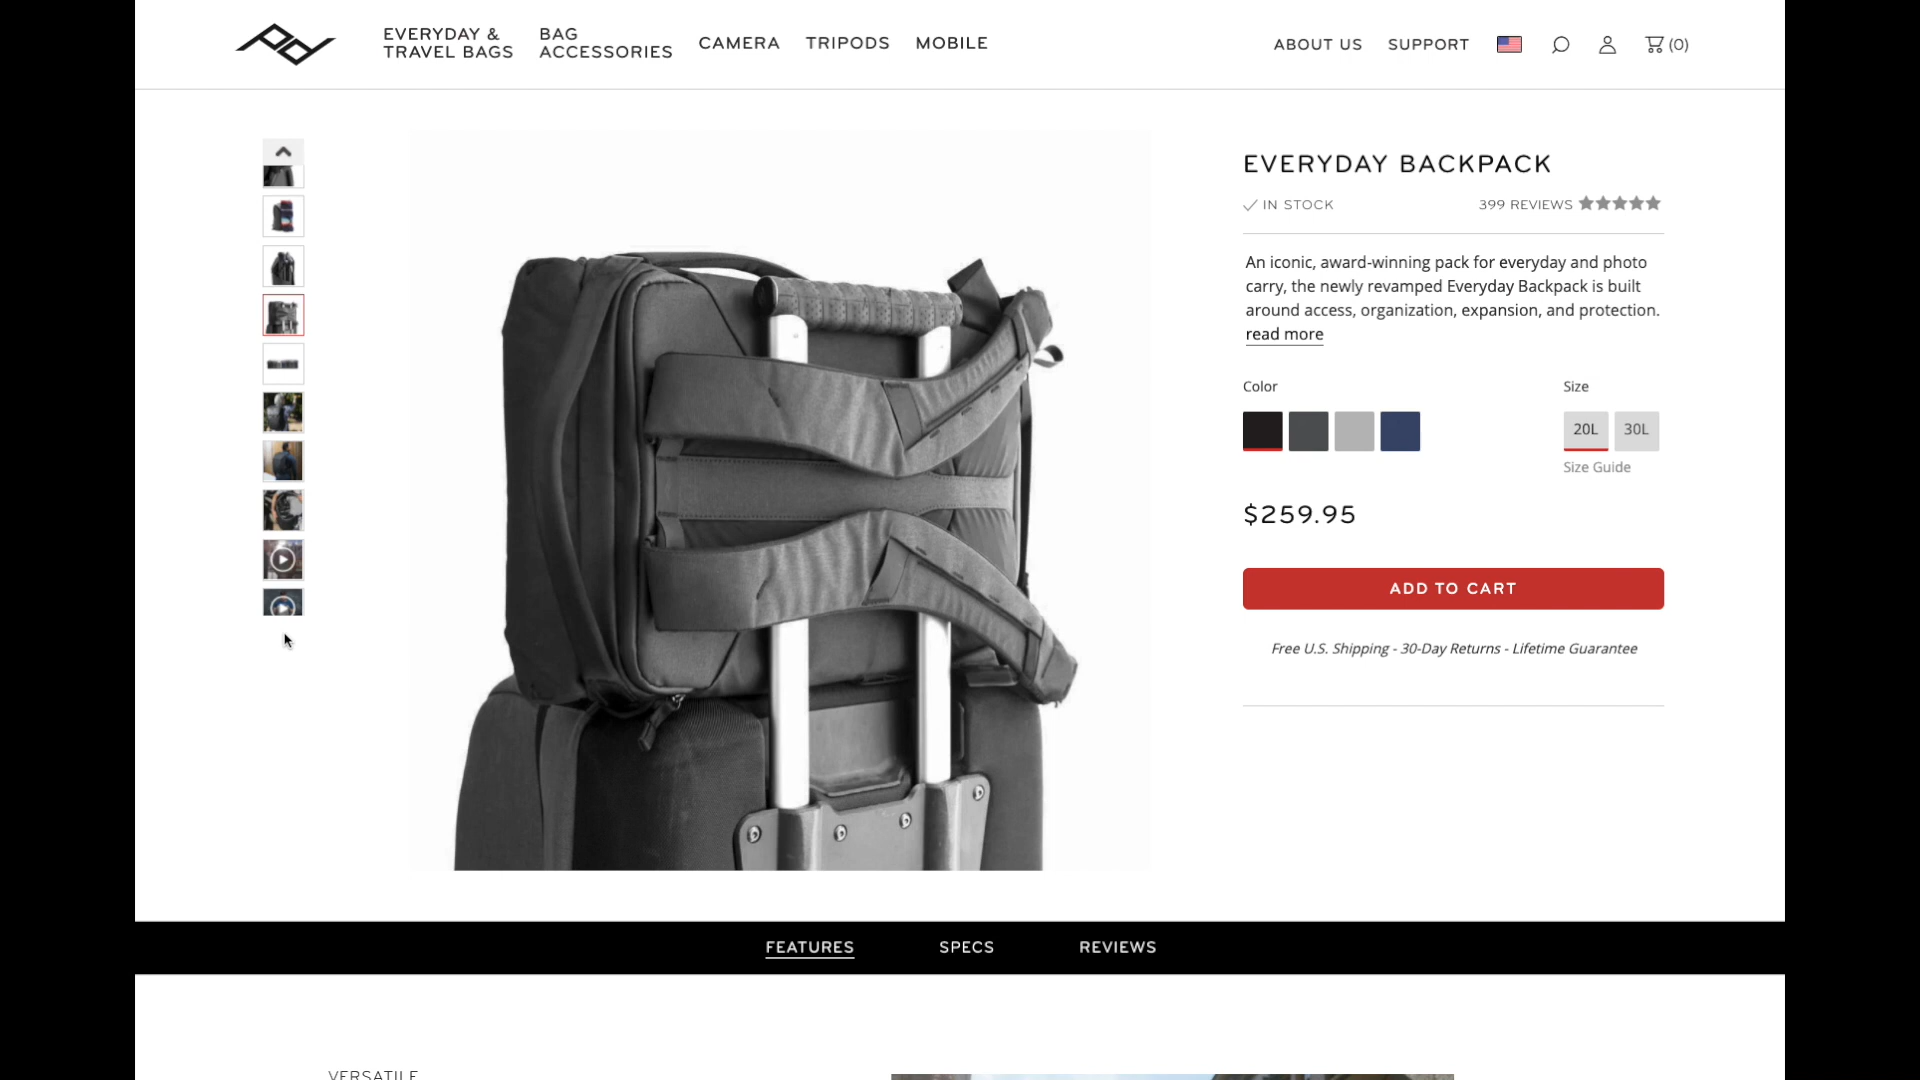 EVERYDAY &
TRAVEL BAGS
BAG
ACCESSORIES
CAMERA
TRIPODS
MOBILE
ABOUT US
SUPPORT
(0)
EVERYDAY BACKPACK
IN STOCK
399 REVIEWS
An iconic, award-winning pack for everyday and photo
carry, the newly revamped Everyday Backpack is built
around access, organization, expansion, and protection.
read more
Color
Size
20L
30L
Size Guide
$259.95
ADD TO CART
Free U.S. Shipping - 30-Day Returns - Lifetime Guarantee
FEATURES
SPECS
REVIEWS
VERSATILE